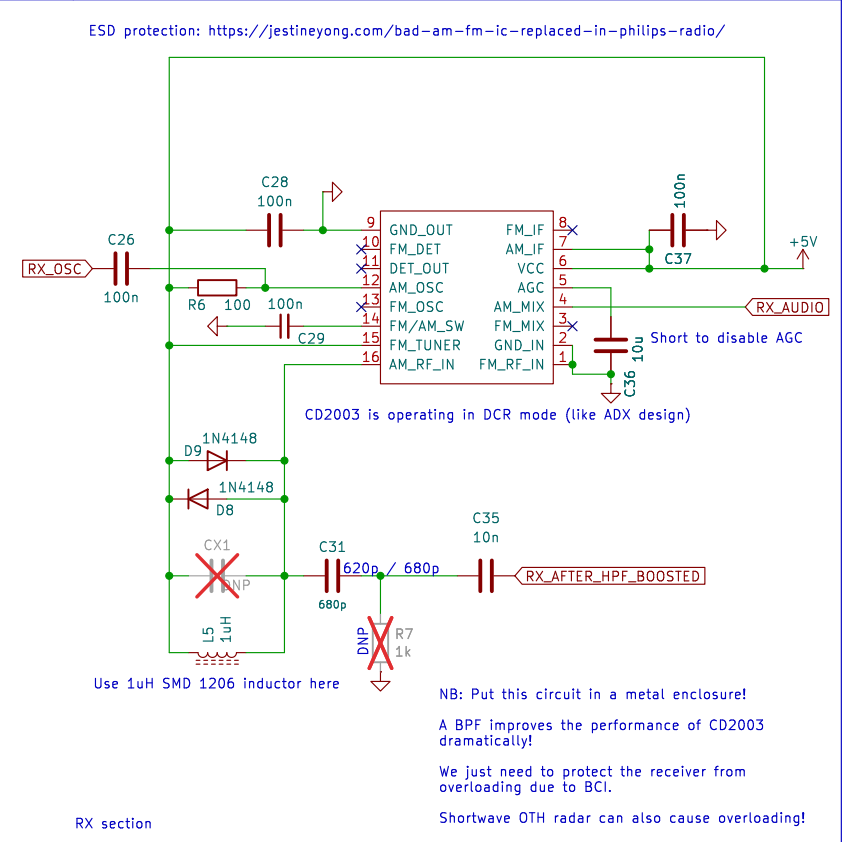 ESD protection: https://jestineyong.com/bad-am-fm-ic-replaced-in-philips-radio/
C28
100n
100n
C37
+5V
C26
100n
RX_OSC
R6 100
100n
C29
9 GND_OUT
10 FM_DET
11 DET_OUT
12 AM_OSC
13 FM_OSC
14 FM/AM_SW
15 FM_TUNER
16 AM_RF_IN
FM_IF 8
AM_IF 7
VCC 6
AGC 5
AM_MIX 4
FM_MIX 3
GND_IN 2
FM_RF_IN 1
RX_AUDIO
C36 10u
Short to disable AGC
CD2003 is operating in DCR mode (like ADX design)
1N4148
D9
1N4148
D8
CX1
DNP
C31
620p / 680p
680p
C35
10n
RX_AFTER_HPF_BOOSTED
L5
1uH
DNP
R7
1k
Use 1uH SMD 1206 inductor here
NB: Put this circuit in a metal enclosure!
A BPF improves the performance of CD2003
dramatically!
We just need to protect the receiver from
overloading due to BCI.
Shortwave OTH radar can also cause overloading!
RX section